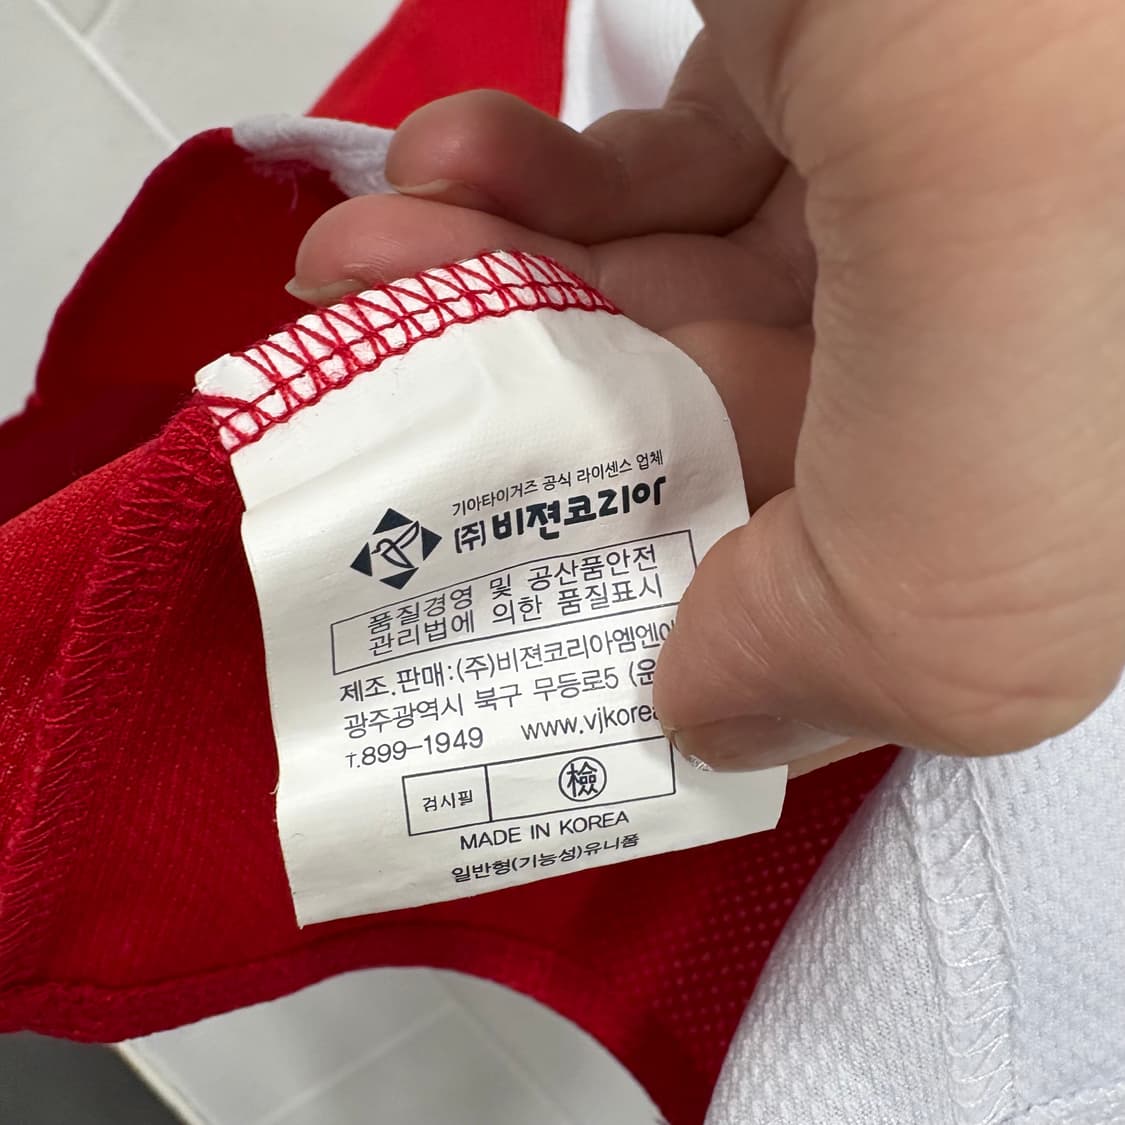 기아타이거즈 공식 라이센스 업체
(주)비젼코리아
품질경영 및 공산품안전
관리법에 의한 품질표시
제조.판매:(주)비젼코리아엠엔
광주광역시 북구 무등로5 (운
T.899-1949 www.vjkorea
검시필 檢
MADE IN KOREA
일반형(기능성)유니폼